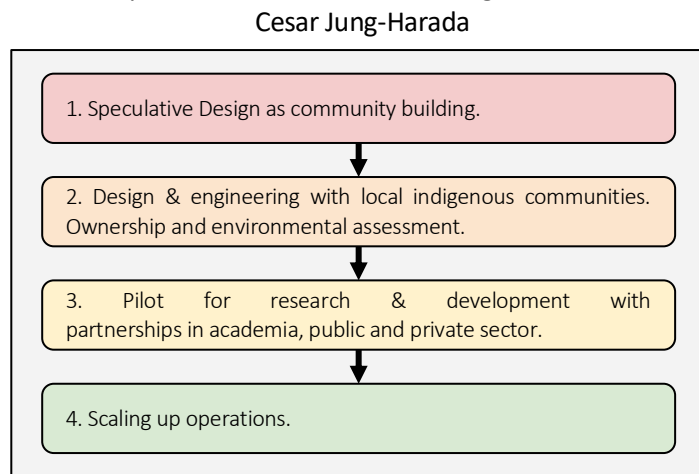 Cesar Jung-Harada
1. Speculative Design as community building.
2. Design & engineering with local indigenous communities.
Ownership and environmental assessment.
3. Pilot for research & development with
partnerships in academia, public and private sector.
4. Scaling up operations.